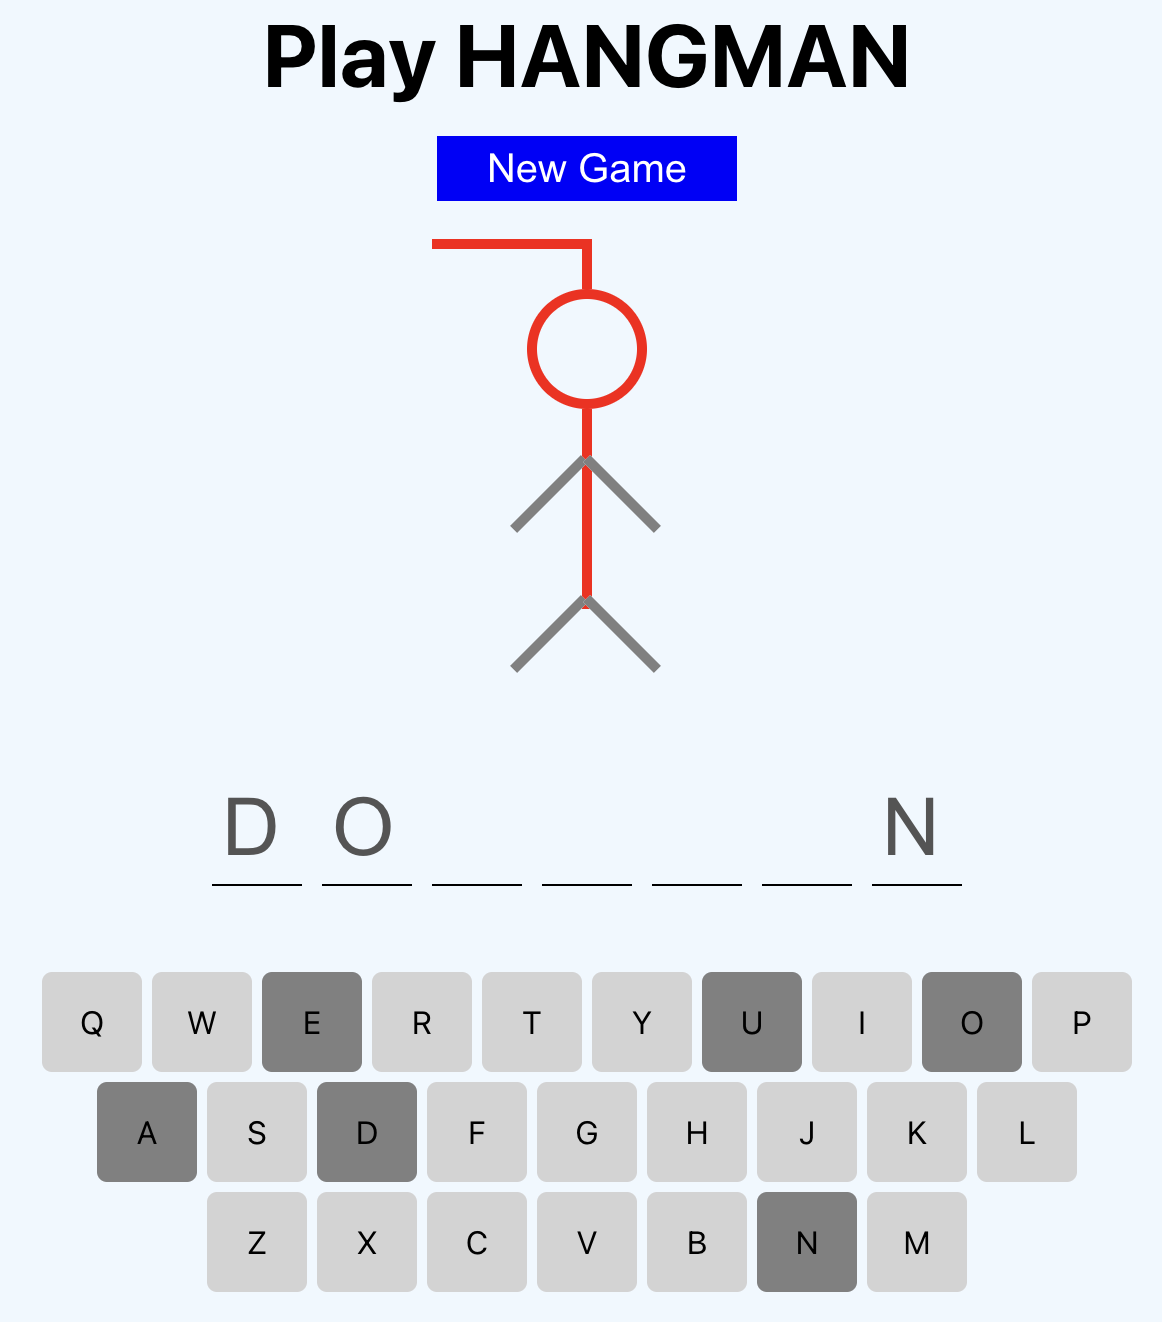 Play HANGMAN
New Game
D O N
Q W E R T Y U I O P
A S D F G H J K L
Z X C V B N M